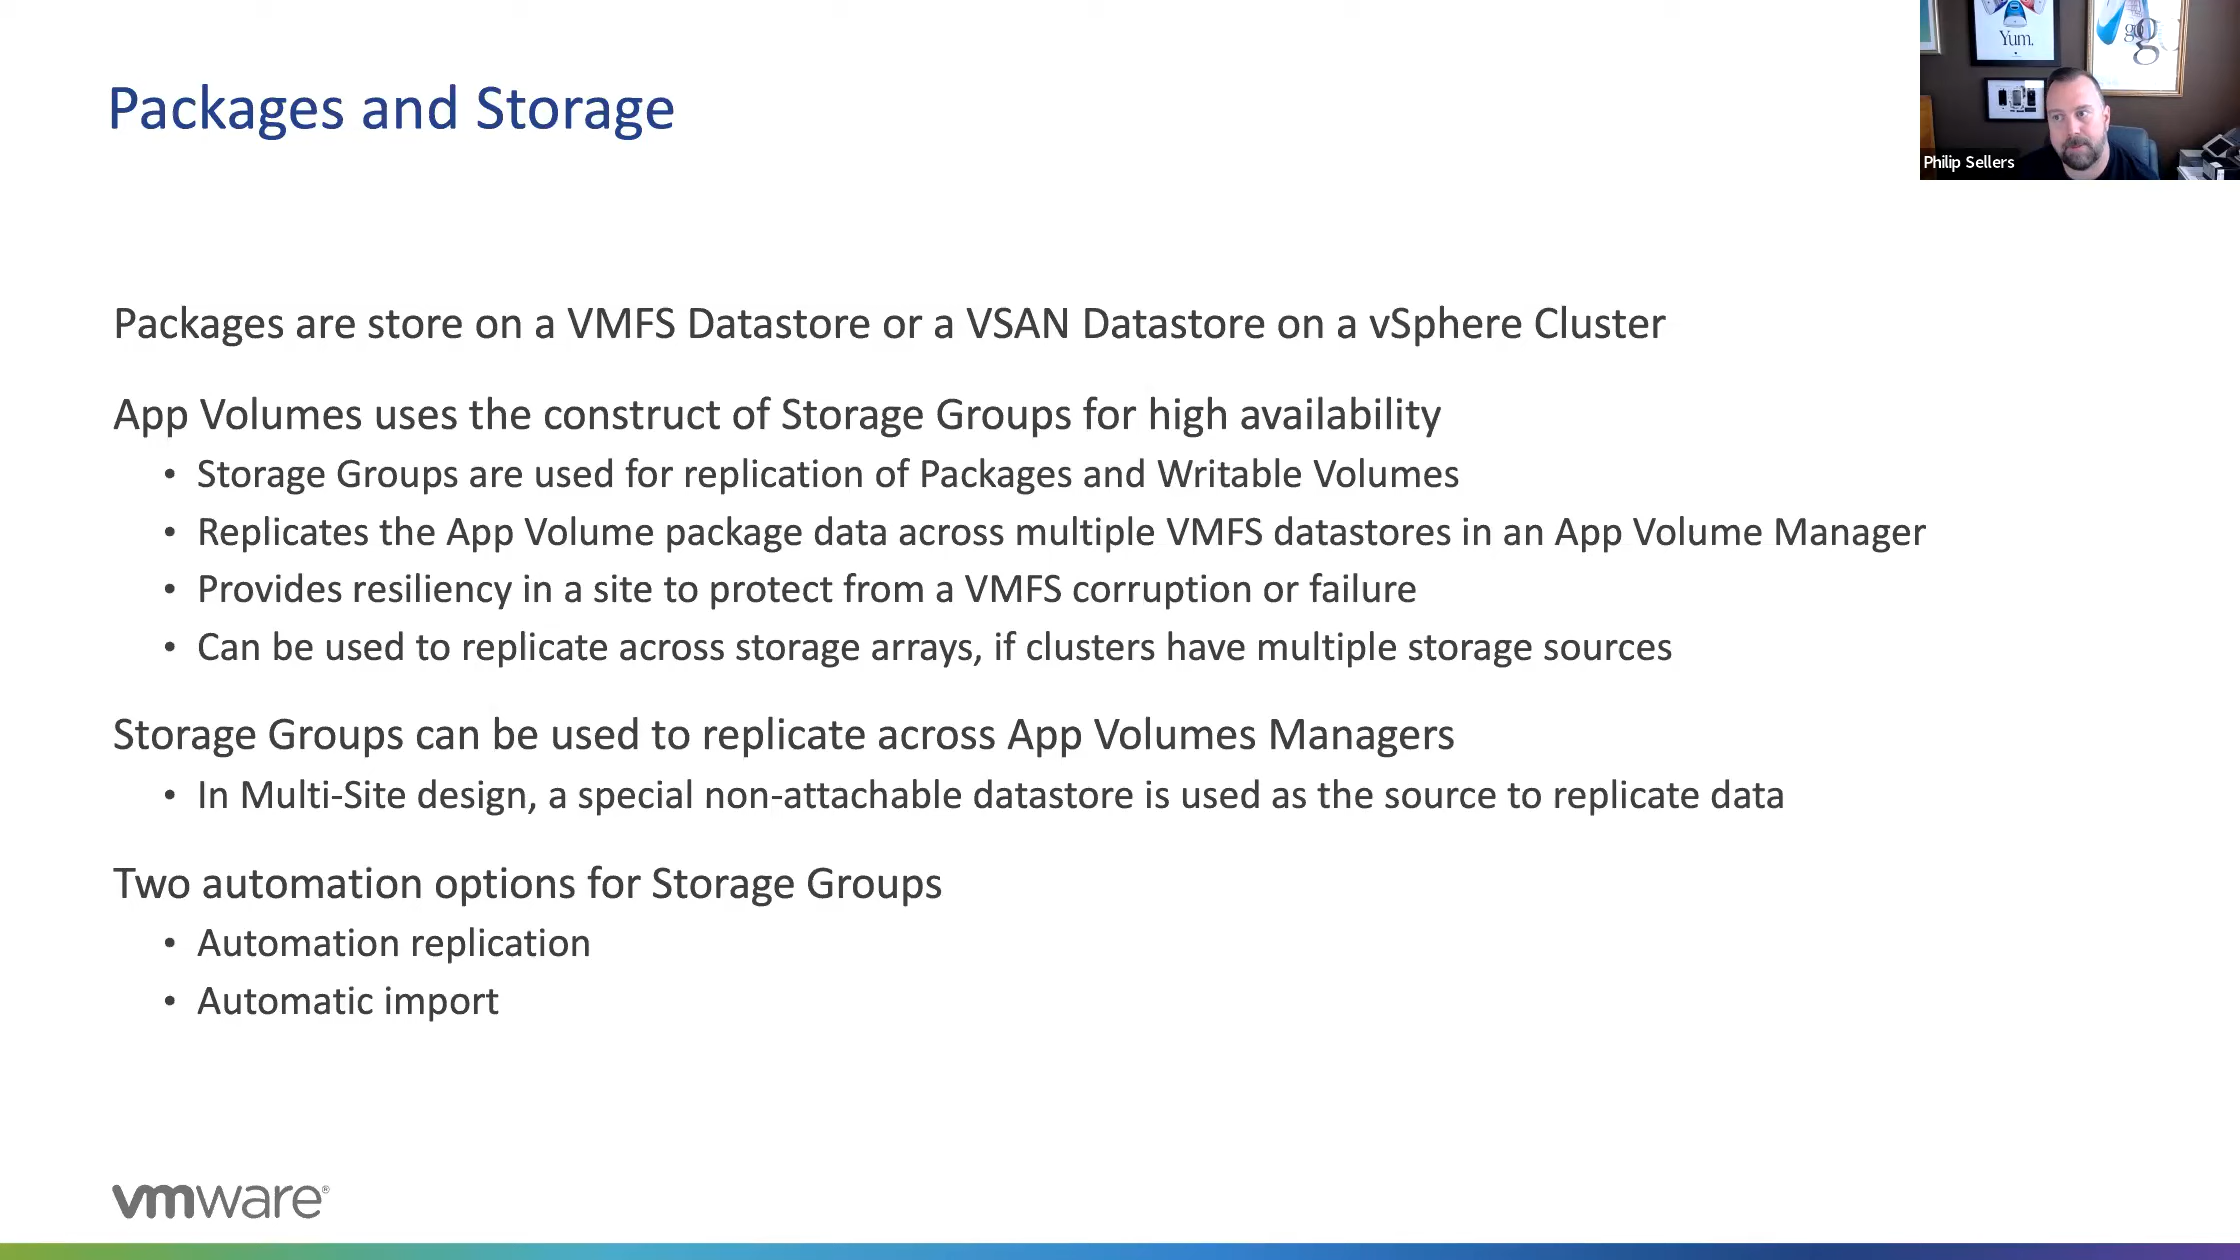 Yum.
go
Philip Sellers
Packages and Storage
Packages are store on a VMFS Datastore or a VSAN Datastore on a vSphere Cluster
App Volumes uses the construct of Storage Groups for high availability
• Storage Groups are used for replication of Packages and Writable Volumes
• Replicates the App Volume package data across multiple VMFS datastores in an App Volume Manager
• Provides resiliency in a site to protect from a VMFS corruption or failure
• Can be used to replicate across storage arrays, if clusters have multiple storage sources
Storage Groups can be used to replicate across App Volumes Managers
• In Multi-Site design, a special non-attachable datastore is used as the source to replicate data
Two automation options for Storage Groups
• Automation replication
• Automatic import
vmware®